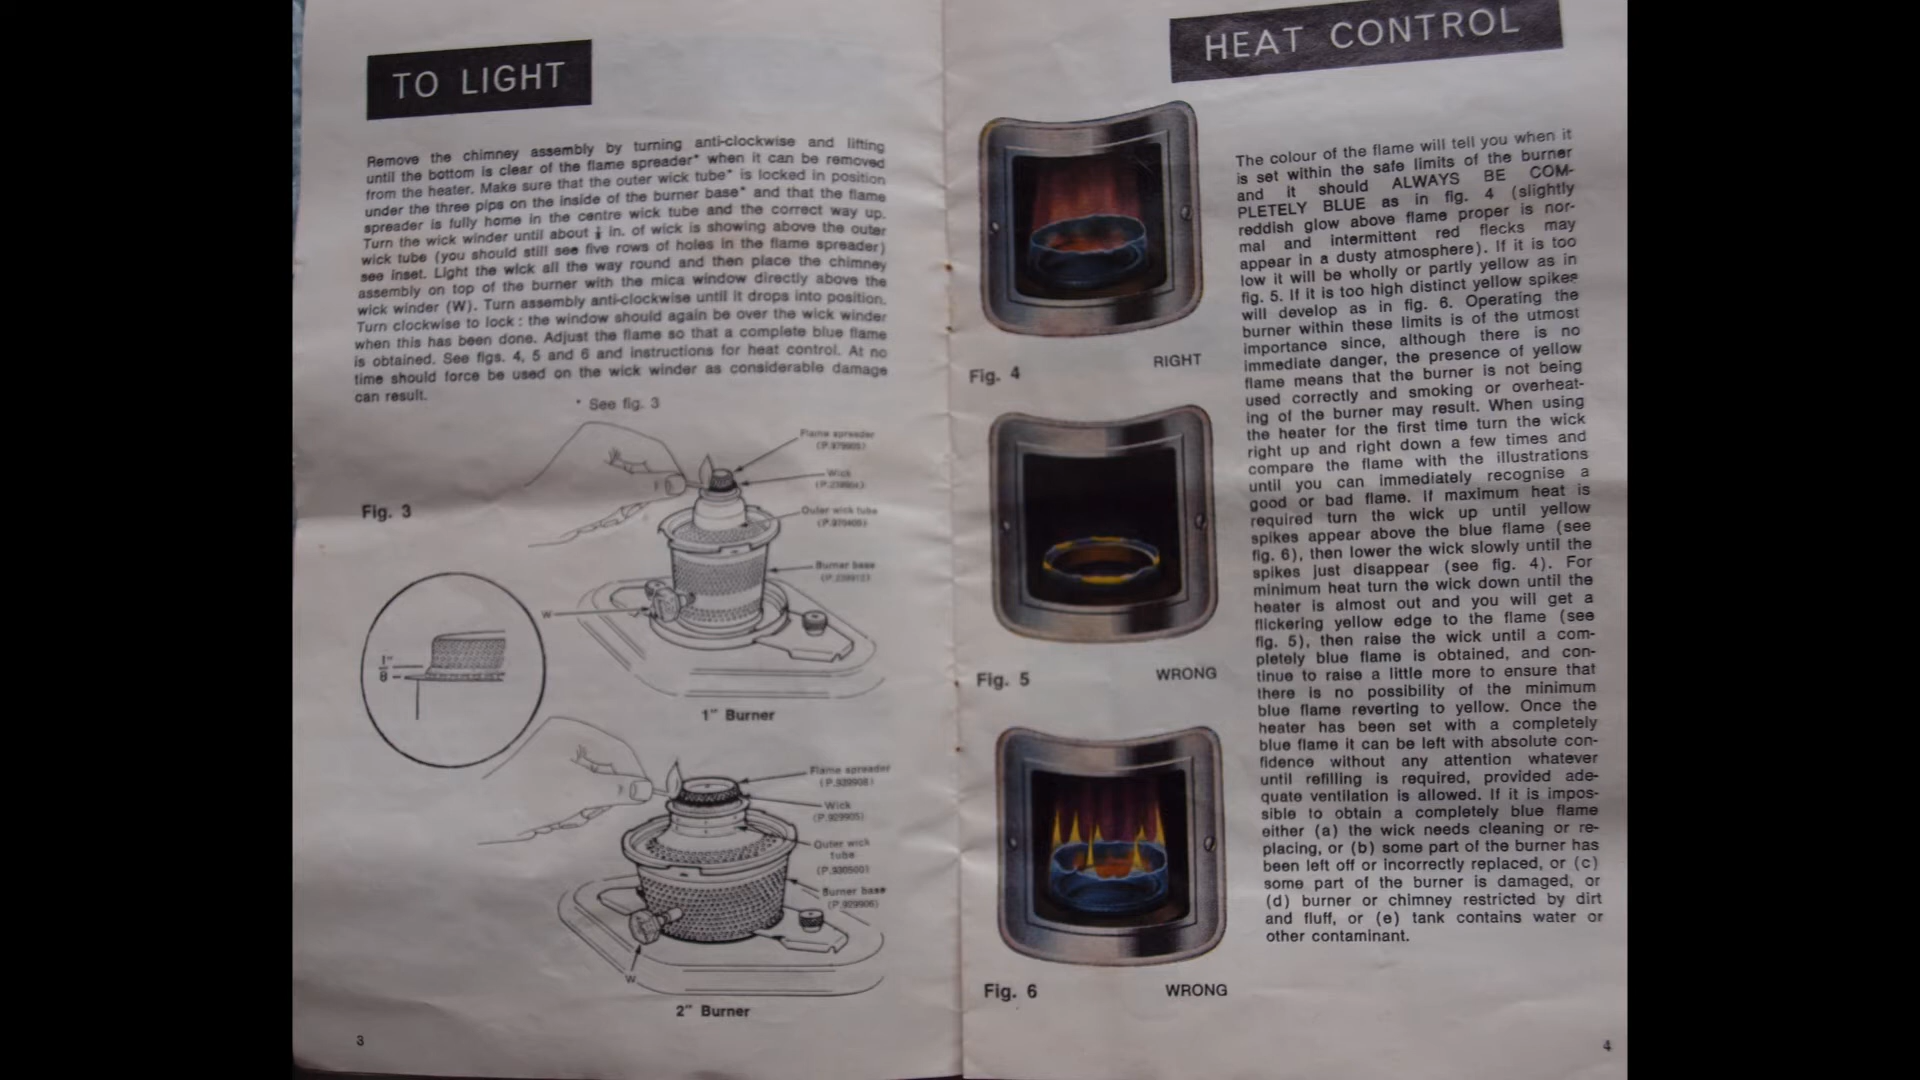 TO LIGHT
Remove the chimney assembly by turning anti-clockwise and lifting
until the bottom is clear of the flame spreader* when it can be removed
from the heater. Make sure that the outer wick tube* is locked in position
under the three pips on the inside of the burner base* and that the flame
spreader is fully home in the centre wick tube and the correct way up.
Turn the wick winder until about ⅛ in. of wick is showing above the outer
wick tube (you should still see five rows of holes in the flame spreader)
see inset. Light the wick all the way round and then place the chimney
assembly on top of the burner with the mica window directly above the
wick winder (W). Turn assembly anti-clockwise until it drops into position.
Turn clockwise to lock : the window should again be over the wick winder
when this has been done. Adjust the flame so that a complete blue flame
is obtained. See figs. 4, 5 and 6 and instructions for heat control. At no
time should force be used on the wick winder as considerable damage
can result.
* See fig. 3
Flame spreader
Wick
Fig. 3
Outer wick tube
Burner base
W
1"
8
1" Burner
Flame spreader
(P.939908)
Wick
(P.929905)
Outer wick
tube
(P.930500)
Burner base
(P.929906)
W
2" Burner
3
HEAT CONTROL
Fig. 4
RIGHT
Fig. 5
WRONG
Fig. 6
WRONG
The colour of the flame will tell you when it
is set within the safe limits of the burner
and it should ALWAYS BE COM-
PLETELY BLUE as in fig. 4 (slightly
reddish glow above flame proper is nor-
mal and intermittent red flecks may
appear in a dusty atmosphere). If it is too
low it will be wholly or partly yellow as in
fig. 5. If it is too high distinct yellow spikes
will develop as in fig. 6. Operating the
burner within these limits is of the utmost
importance since, although there is no
immediate danger, the presence of yellow
flame means that the burner is not being
used correctly and smoking or overheat-
ing of the burner may result. When using
the heater for the first time turn the wick
right up and right down a few times and
compare the flame with the illustrations
until you can immediately recognise a
good or bad flame. If maximum heat is
required turn the wick up until yellow
spikes appear above the blue flame (see
fig. 6), then lower the wick slowly until the
spikes just disappear (see fig. 4). For
minimum heat turn the wick down until the
heater is almost out and you will get a
flickering yellow edge to the flame (see
fig. 5), then raise the wick until a com-
pletely blue flame is obtained, and con-
tinue to raise a little more to ensure that
there is no possibility of the minimum
blue flame reverting to yellow. Once the
heater has been set with a completely
blue flame it can be left with absolute con-
fidence without any attention whatever
until refilling is required, provided ade-
quate ventilation is allowed. If it is impos-
sible to obtain a completely blue flame
either (a) the wick needs cleaning or re-
placing, or (b) some part of the burner has
been left off or incorrectly replaced, or (c)
some part of the burner is damaged, or
(d) burner or chimney restricted by dirt
and fluff, or (e) tank contains water or
other contaminant.
4